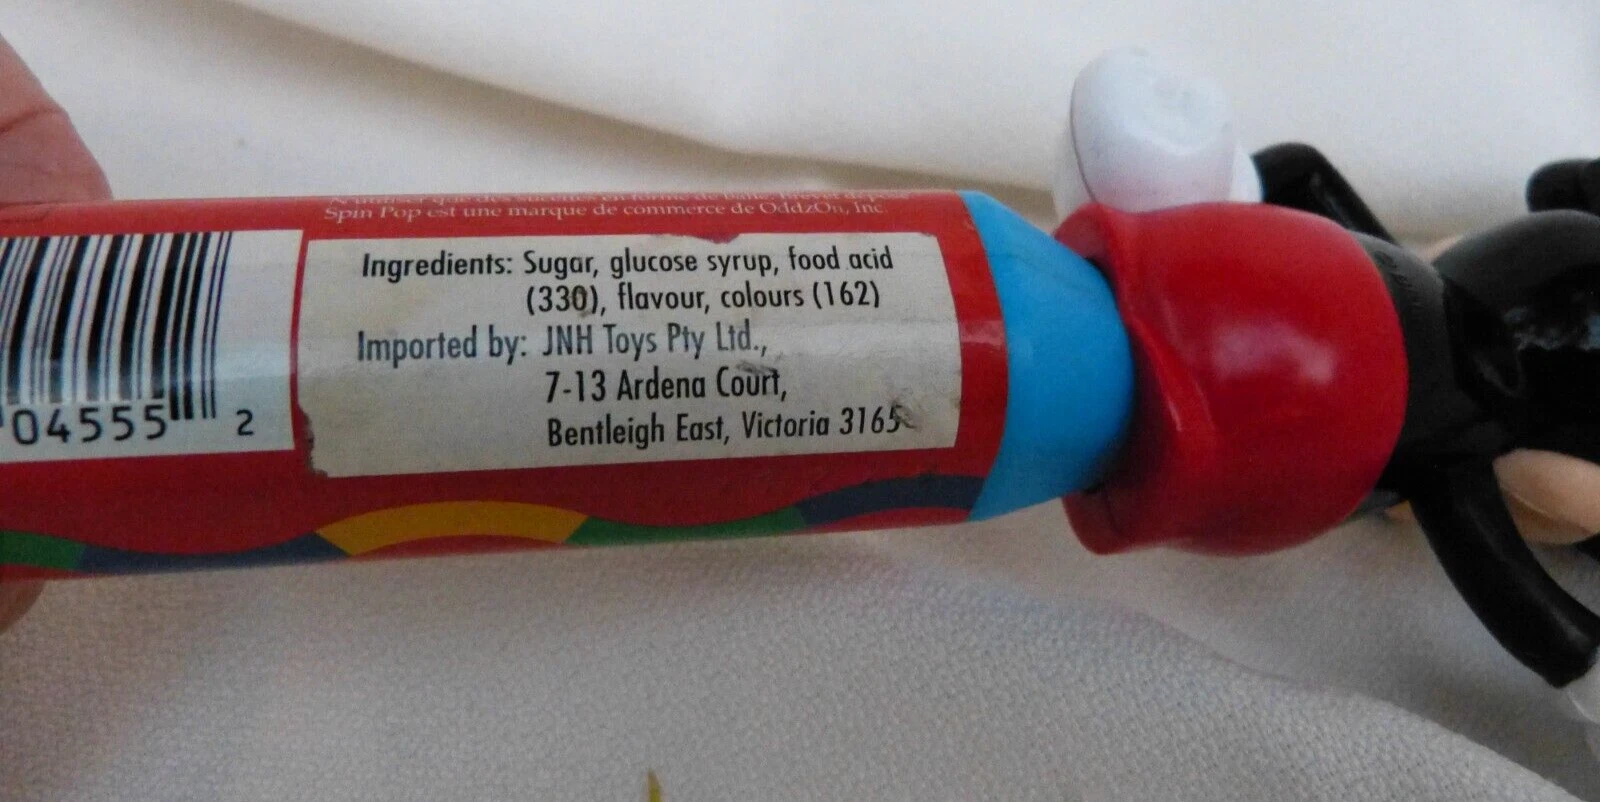 Spin Pop est une marque de commerce de OddzOn, Inc
Ingredients: Sugar, glucose syrup, food acid
(330), flavour, colours (162)
Imported by: JNH Toys Pty Ltd.,
7-13 Ardena Court,
Bentleigh East, Victoria 3165
04555 2